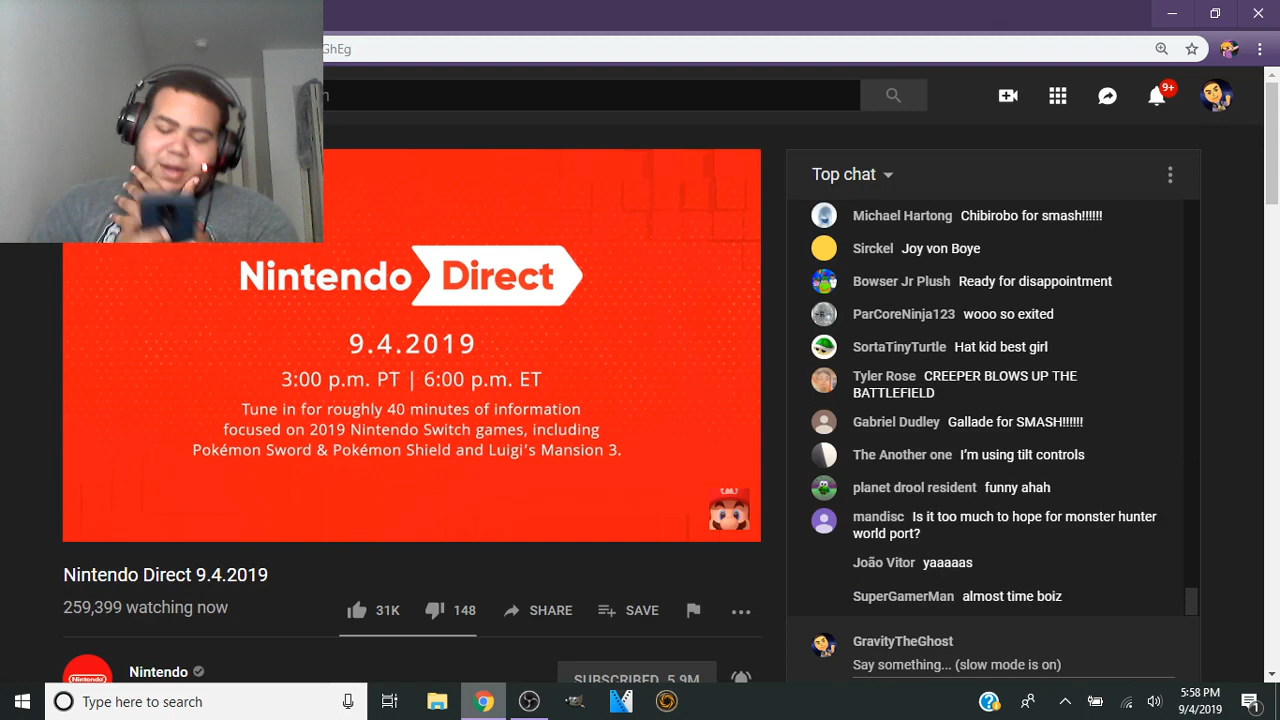 GhEg
n
9+
Nintendo Direct
9.4.2019
3:00 p.m. PT | 6:00 p.m. ET
Tune in for roughly 40 minutes of information
focused on 2019 Nintendo Switch games, including
Pokémon Sword & Pokémon Shield and Luigi's Mansion 3.
Nintendo Direct 9.4.2019
259,399 watching now
31K
148
SHARE
SAVE
Nintendo
Nintendo
SUBSCRIBED 5.9M
Top chat
Michael Hartong Chibirobo for smash!!!!!!
Sirckel Joy von Boye
Bowser Jr Plush Ready for disappointment
ParCoreNinja123 wooo so exited
SortaTinyTurtle Hat kid best girl
Tyler Rose CREEPER BLOWS UP THE
BATTLEFIELD
Gabriel Dudley Gallade for SMASH!!!!!!
The Another one I'm using tilt controls
planet drool resident funny ahah
mandisc Is it too much to hope for monster hunter
world port?
João Vitor yaaaaas
SuperGamerMan almost time boiz
GravityTheGhost
Say something... (slow mode is on)
Type here to search
5:58 PM
9/4/2019
1